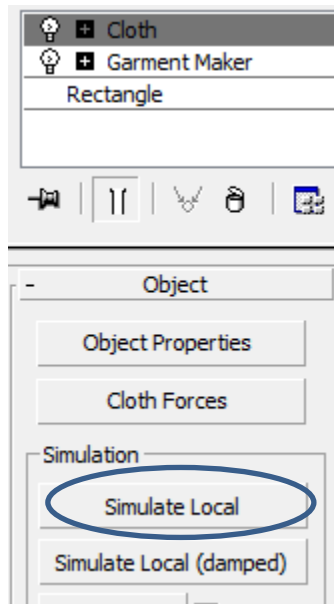 Cloth
Garment Maker
Rectangle
- Object
Object Properties
Cloth Forces
Simulation
Simulate Local
Simulate Local (damped)